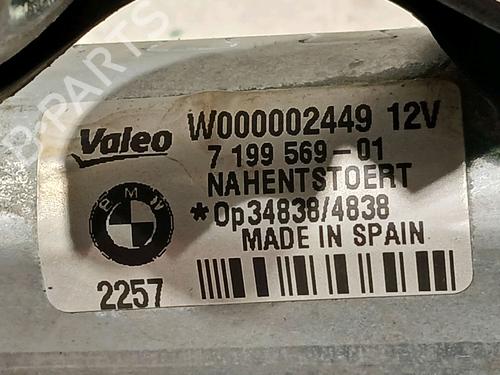 Valeo W000002449 12V
7 199 569-01
NAHENTSTOERT
*Op34838/4838
MADE IN SPAIN
BMW
2257
B-PARTS